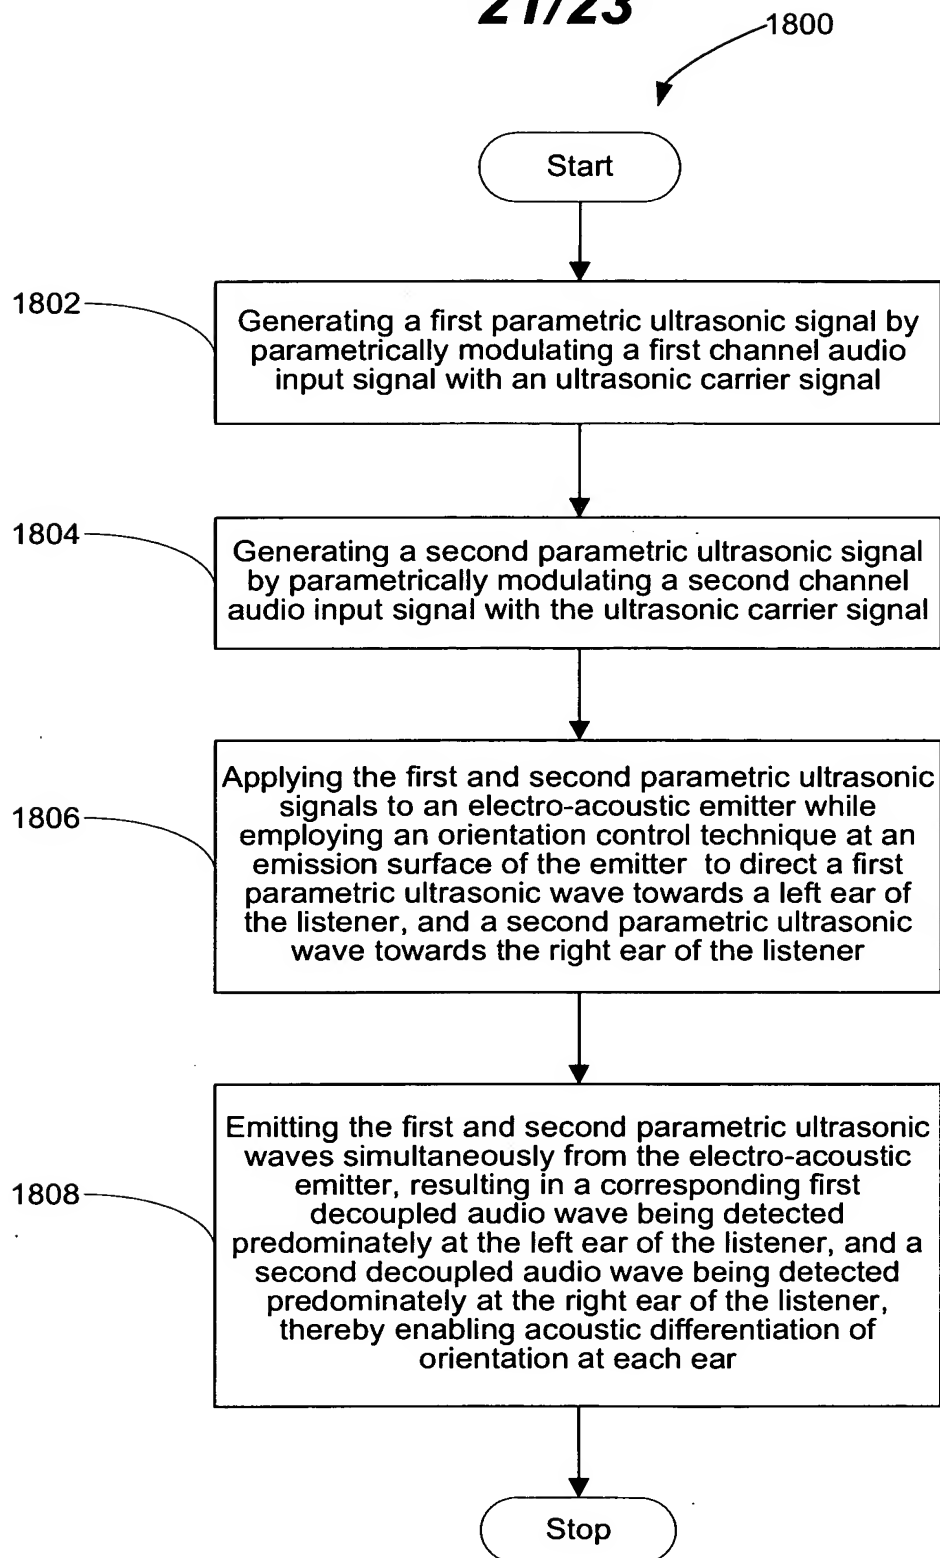 21/23
1800
Start
1802
Generating a first parametric ultrasonic signal by
parametrically modulating a first channel audio
input signal with an ultrasonic carrier signal
1804
Generating a second parametric ultrasonic signal
by parametrically modulating a second channel
audio input signal with the ultrasonic carrier signal
1806
Applying the first and second parametric ultrasonic
signals to an electro-acoustic emitter while
employing an orientation control technique at an
emission surface of the emitter to direct a first
parametric ultrasonic wave towards a left ear of
the listener, and a second parametric ultrasonic
wave towards the right ear of the listener
1808
Emitting the first and second parametric ultrasonic
waves simultaneously from the electro-acoustic
emitter, resulting in a corresponding first
decoupled audio wave being detected
predominately at the left ear of the listener, and a
second decoupled audio wave being detected
predominately at the right ear of the listener,
thereby enabling acoustic differentiation of
orientation at each ear
Stop